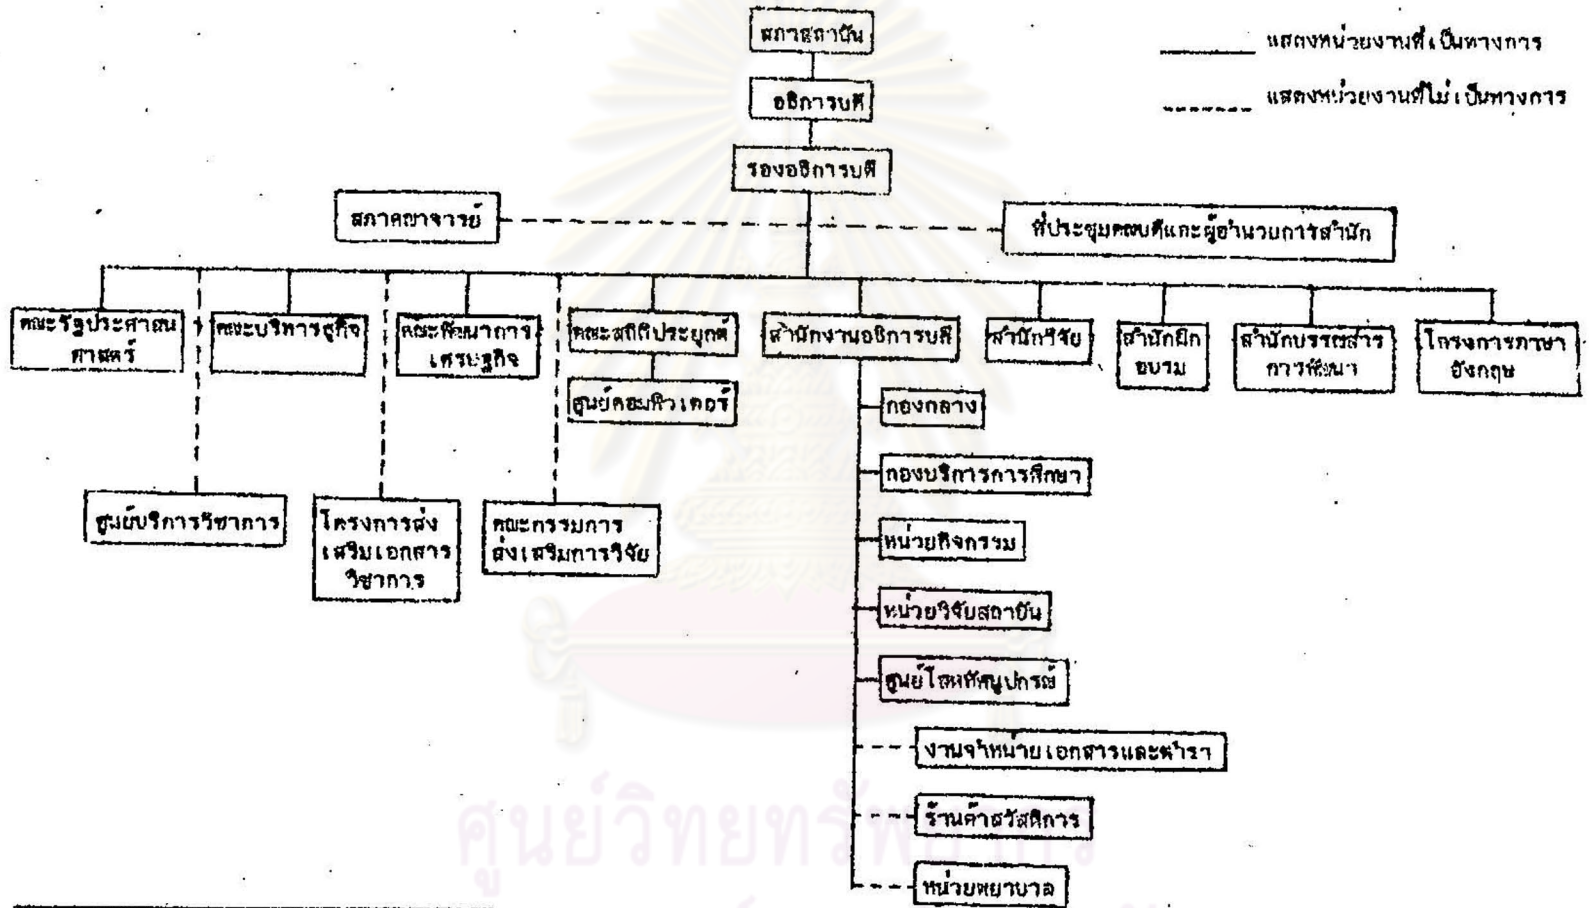 สภาสถาบัน
แสดงหน่วยงานที่เป็นทางการ
อธิการบดี
แสดงหน่วยงานที่ไม่เป็นทางการ
รองอธิการบดี
สภาคณาจารย์
ที่ประชุมคณบดีและผู้อำนวยการสำนัก
คณะรัฐประศาสน
ศาสตร์
คณะบริหารธุรกิจ
คณะพัฒนาการ
เศรษฐกิจ
คณะสถิติประยุกต์
สำนักงานอธิการบดี
สำนักวิจัย
สำนักฝึก
อบรม
สำนักบรรณสาร
การพัฒนา
โครงการภาษา
อังกฤษ
ศูนย์คอมพิวเตอร์
กองกลาง
กองบริการการศึกษา
ศูนย์บริการวิชาการ
โครงการส่ง
เสริมเอกสาร
วิชาการ
คณะกรรมการ
ส่งเสริมการวิจัย
หน่วยกิจกรรม
หน่วยวิจัยสถาบัน
ศูนย์โสตทัศนูปกรณ์
งานจำหน่ายเอกสารและตำรา
ร้านค้าสวัสดิการ
หน่วยพยาบาล
ศูนย์วิทยทรัพยากร